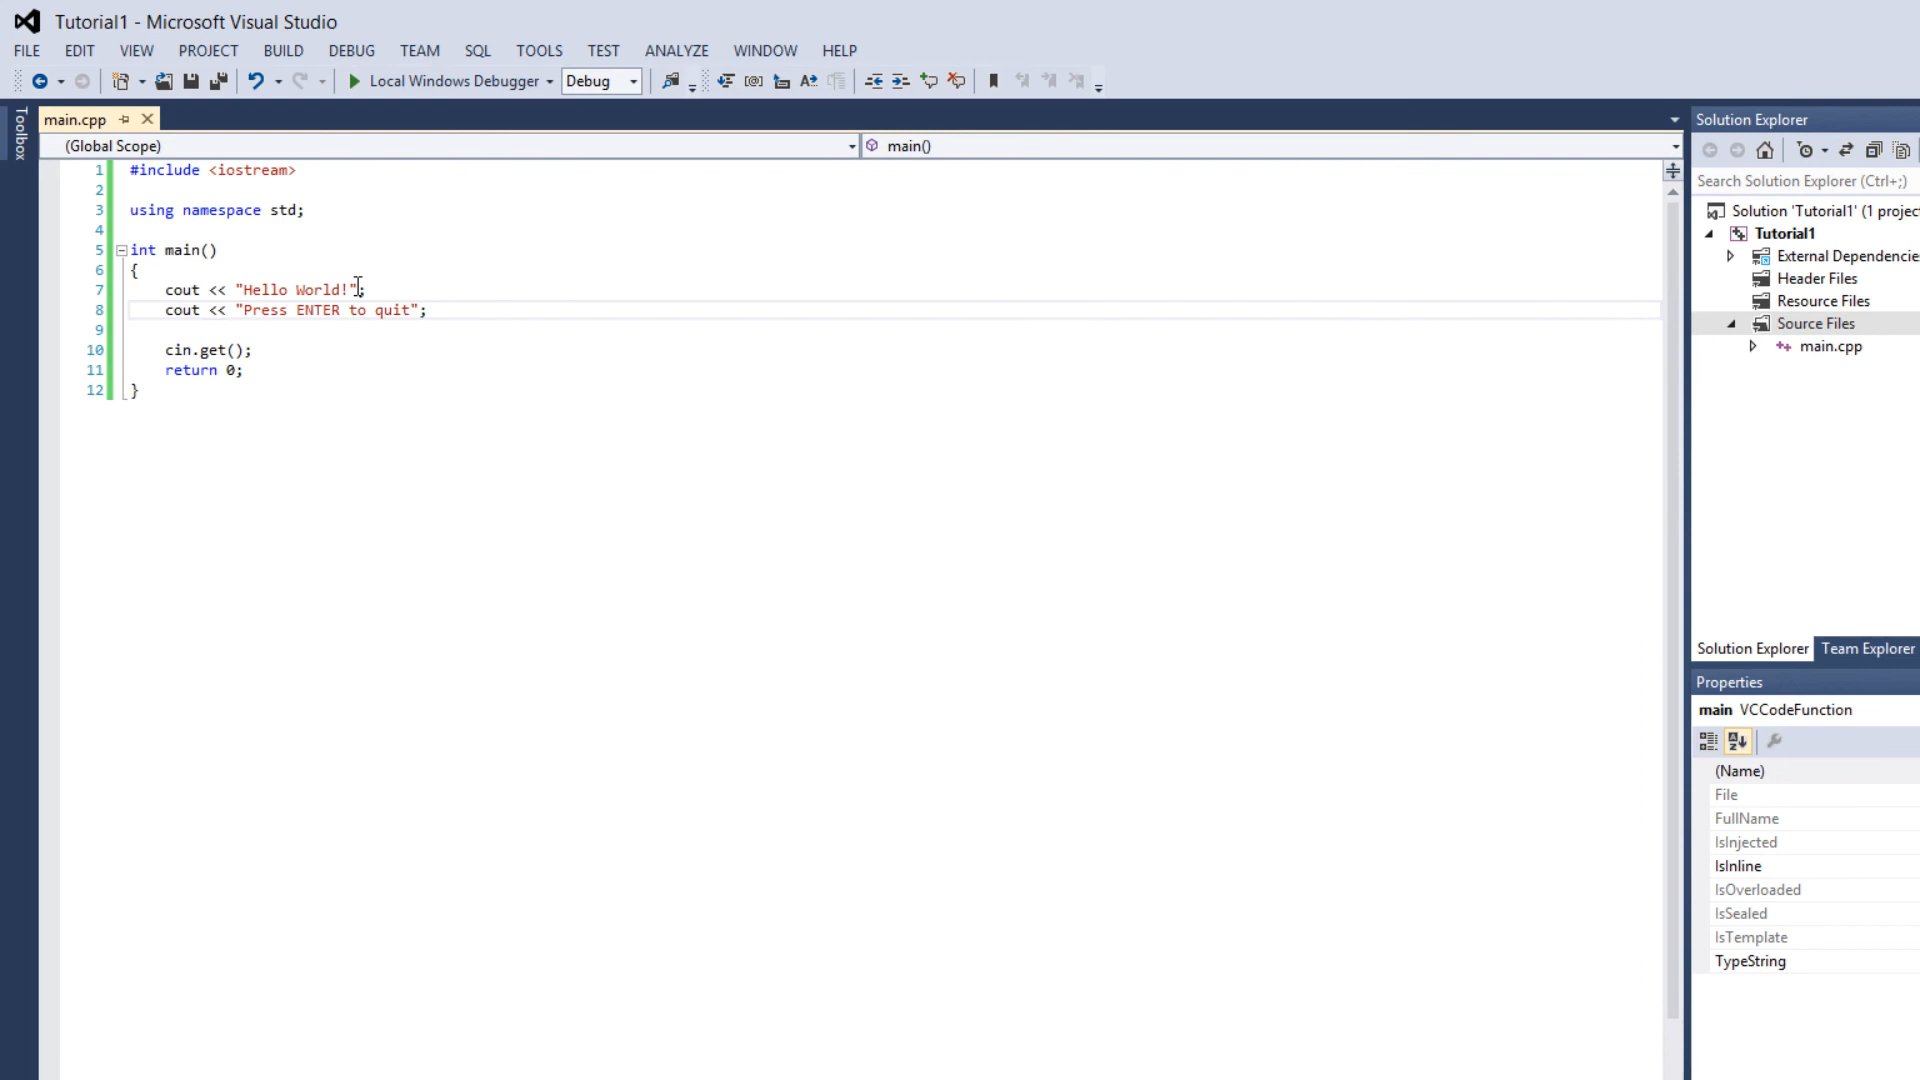 Tutorial1 - Microsoft Visual Studio
FILE EDIT VIEW PROJECT BUILD DEBUG TEAM SQL TOOLS TEST ANALYZE WINDOW HELP
Local Windows Debugger Debug
Toolbox
main.cpp
(Global Scope) main()
1 #include <iostream>
2
3 using namespace std;
4
5 int main()
6 {
7 cout << "Hello World!";
8 cout << "Press ENTER to quit";
9
10 cin.get();
11 return 0;
12 }
Solution Explorer
Search Solution Explorer (Ctrl+;)
Solution 'Tutorial1' (1 project
Tutorial1
External Dependencie
Header Files
Resource Files
Source Files
main.cpp
Solution Explorer Team Explorer
Properties
main VCCodeFunction
(Name)
File
FullName
IsInjected
IsInline
IsOverloaded
IsSealed
IsTemplate
TypeString